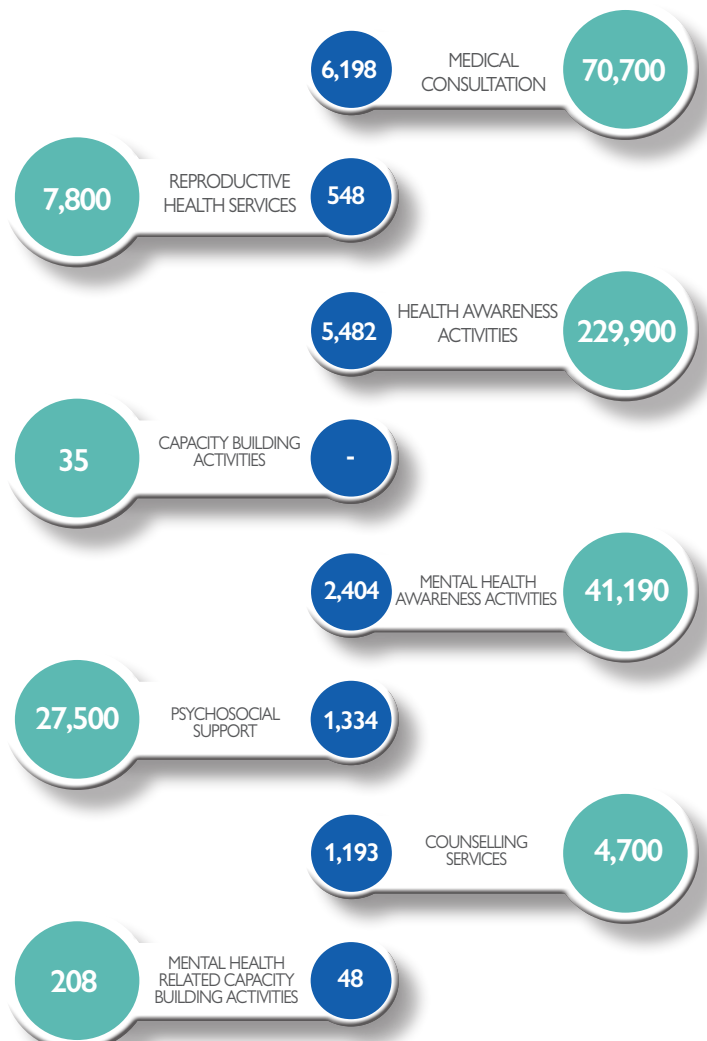 6,198
MEDICAL
CONSULTATION
70,700
7,800
REPRODUCTIVE
HEALTH SERVICES
548
5,482
HEALTH AWARENESS
ACTIVITIES
229,900
35
CAPACITY BUILDING
ACTIVITIES
-
2,404
MENTAL HEALTH
AWARENESS ACTIVITIES
41,190
27,500
PSYCHOSOCIAL
SUPPORT
1,334
1,193
COUNSELLING
SERVICES
4,700
208
MENTAL HEALTH
RELATED CAPACITY
BUILDING ACTIVITIES
48